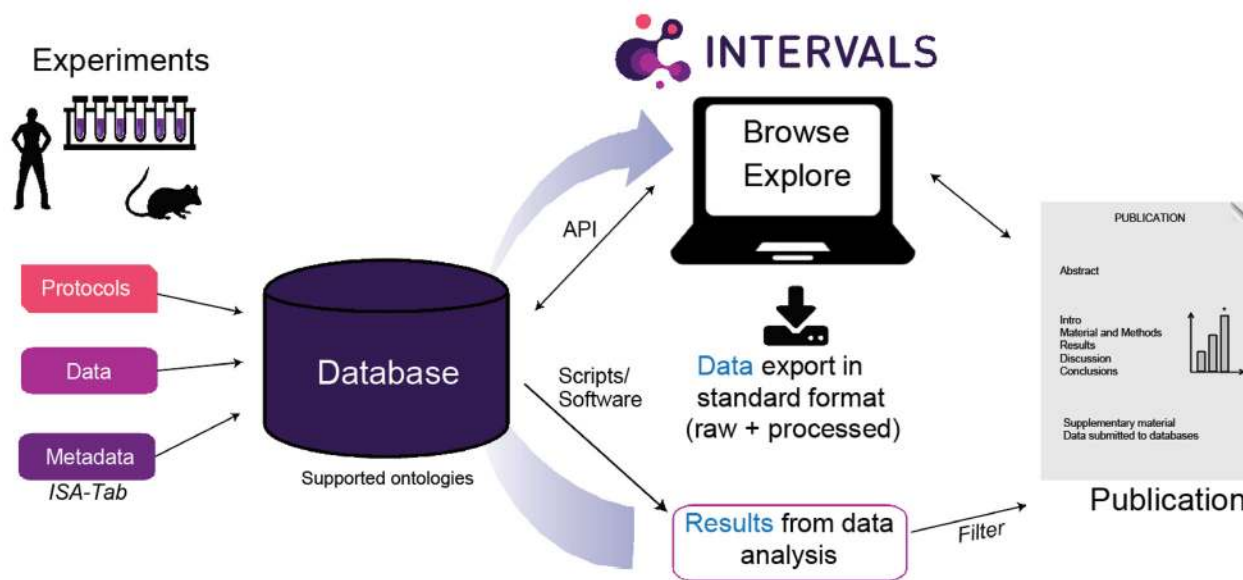 Experiments
Protocols
Data
Metadata
ISA-Tab
Database
Supported ontologies
INTERVALS
Browse
Explore
API
Data export in
standard format
(raw + processed)
Scripts/
Software
Results from data
analysis
Filter
PUBLICATION
Abstract
Intro
Material and Methods
Results
Discussion
Conclusions
*
Supplementary material
Data submitted to databases
Publication